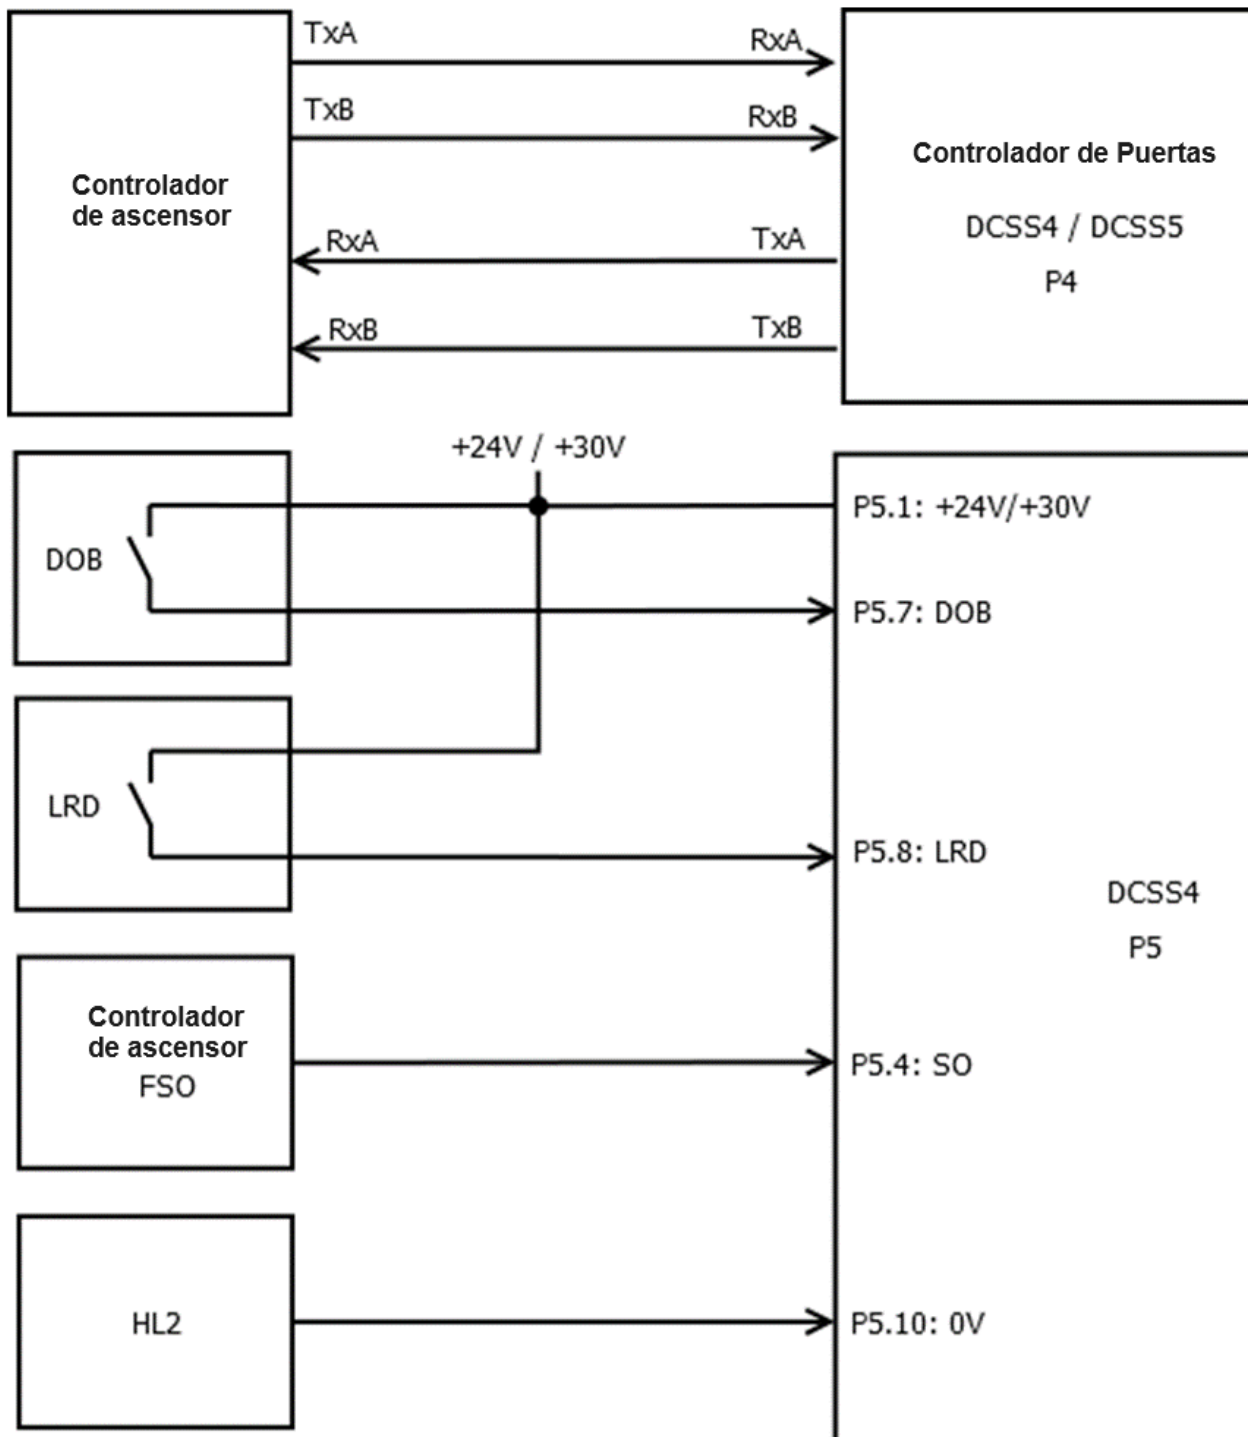 TxA
RxA
TxB
RxB
Controlador
de ascensor
Controlador de Puertas
DCSS4 / DCSS5
P4
RxA
TxA
RxB
TxB
+24V / +30V
P5.1: +24V/+30V
DOB
P5.7: DOB
LRD
P5.8: LRD
DCSS4
P5
Controlador
de ascensor
FSO
P5.4: SO
HL2
P5.10: 0V